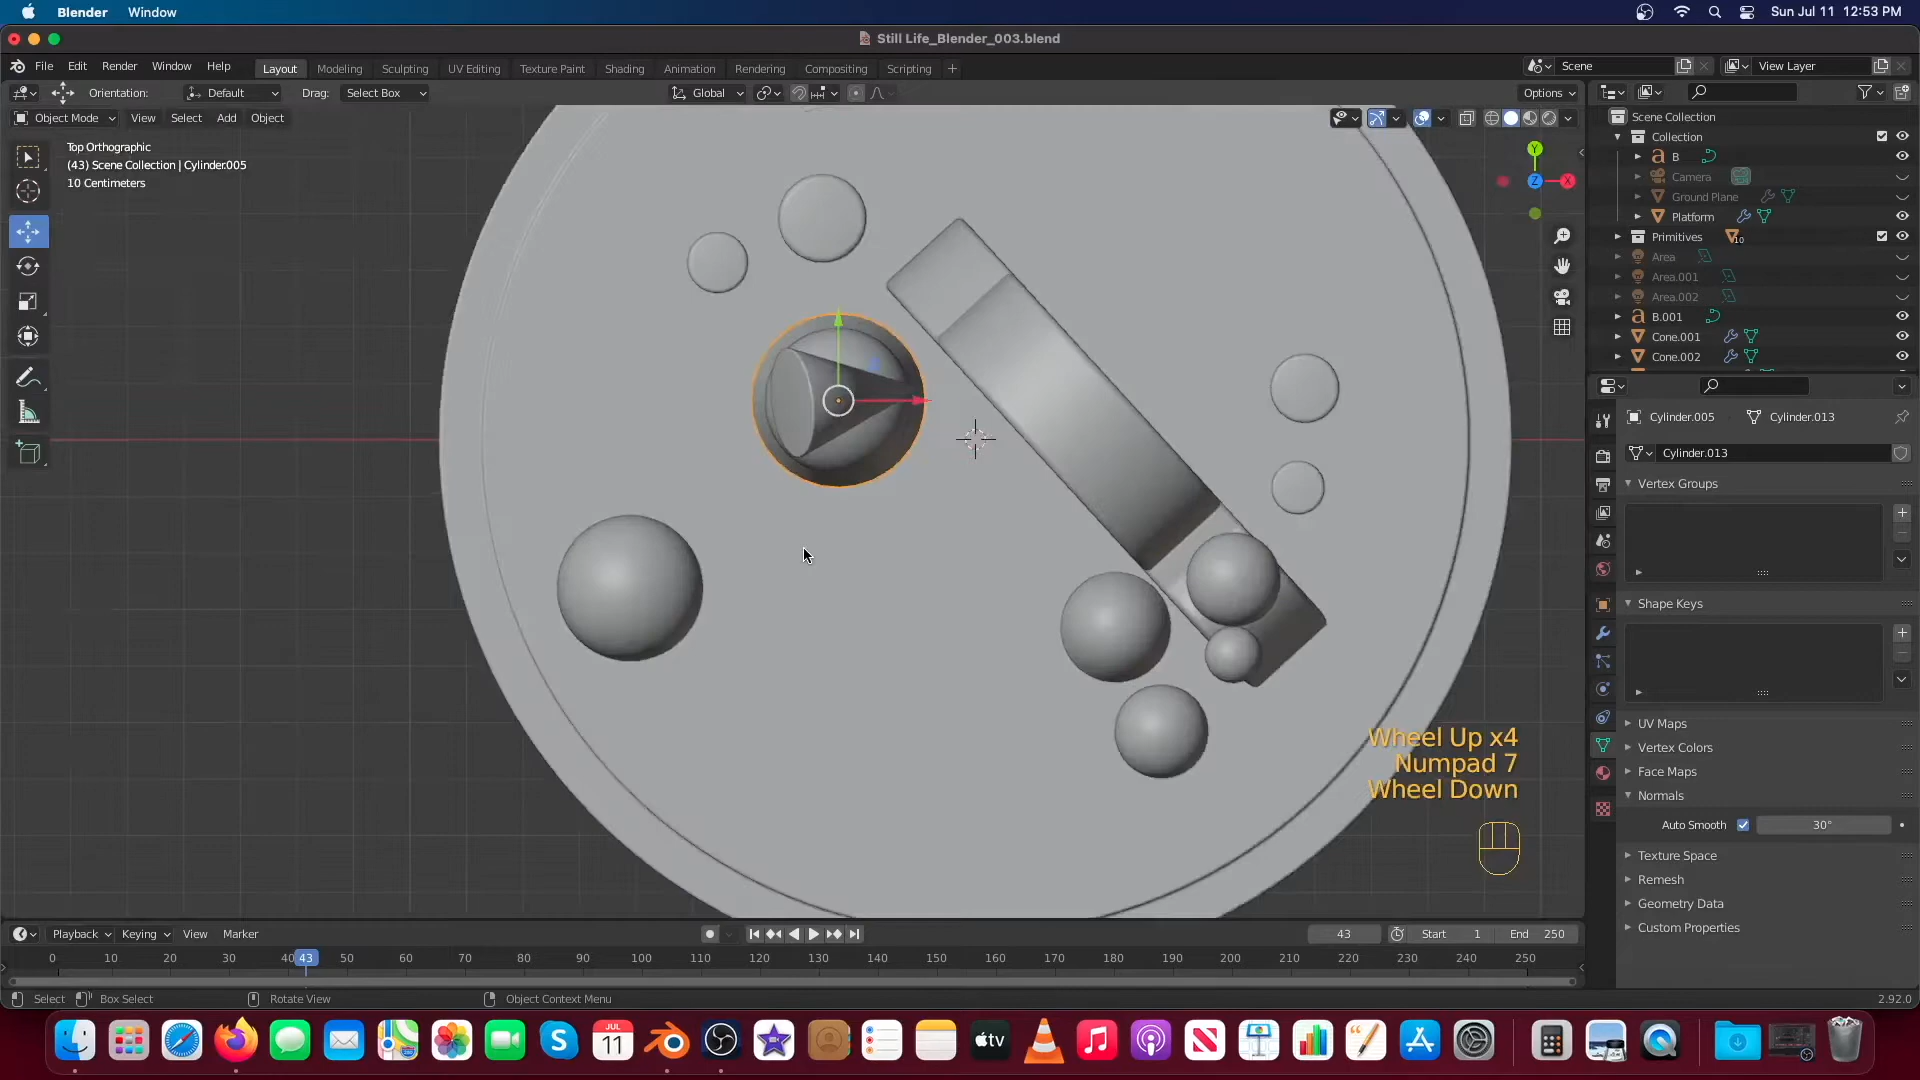 Blender Window Sun Jul 11 12:53 PM
Still Life_Blender_003.blend
File Edit Render Window Help Layout Modeling Sculpting UV Editing Texture Paint Shading Animation Rendering Compositing Scripting + Scene View Layer
Orientation: Default Drag: Select Box Global Options
Object Mode View Select Add Object
Top Orthographic
(43) Scene Collection | Cylinder.005
10 Centimeters
Y
Z
X
Scene Collection
Collection
B
Camera
Ground Plane
Platform
Primitives 10
Area
Area.001
Area.002
B.001
Cone.001
Cone.002
Cylinder.005 Cylinder.013
Cylinder.013
Vertex Groups
Shape Keys
UV Maps
Vertex Colors
Face Maps
Normals
Auto Smooth 30°
Texture Space
Remesh
Geometry Data
Custom Properties
Wheel Up x4
Numpad 7
Wheel Down
Playback Keying View Marker 43 Start 1 End 250
0 10 20 30 40 43 50 60 70 80 90 100 110 120 130 140 150 160 170 180 190 200 210 220 230 240 250
Select Box Select Rotate View Object Context Menu 2.92.0
JUL
11
tv